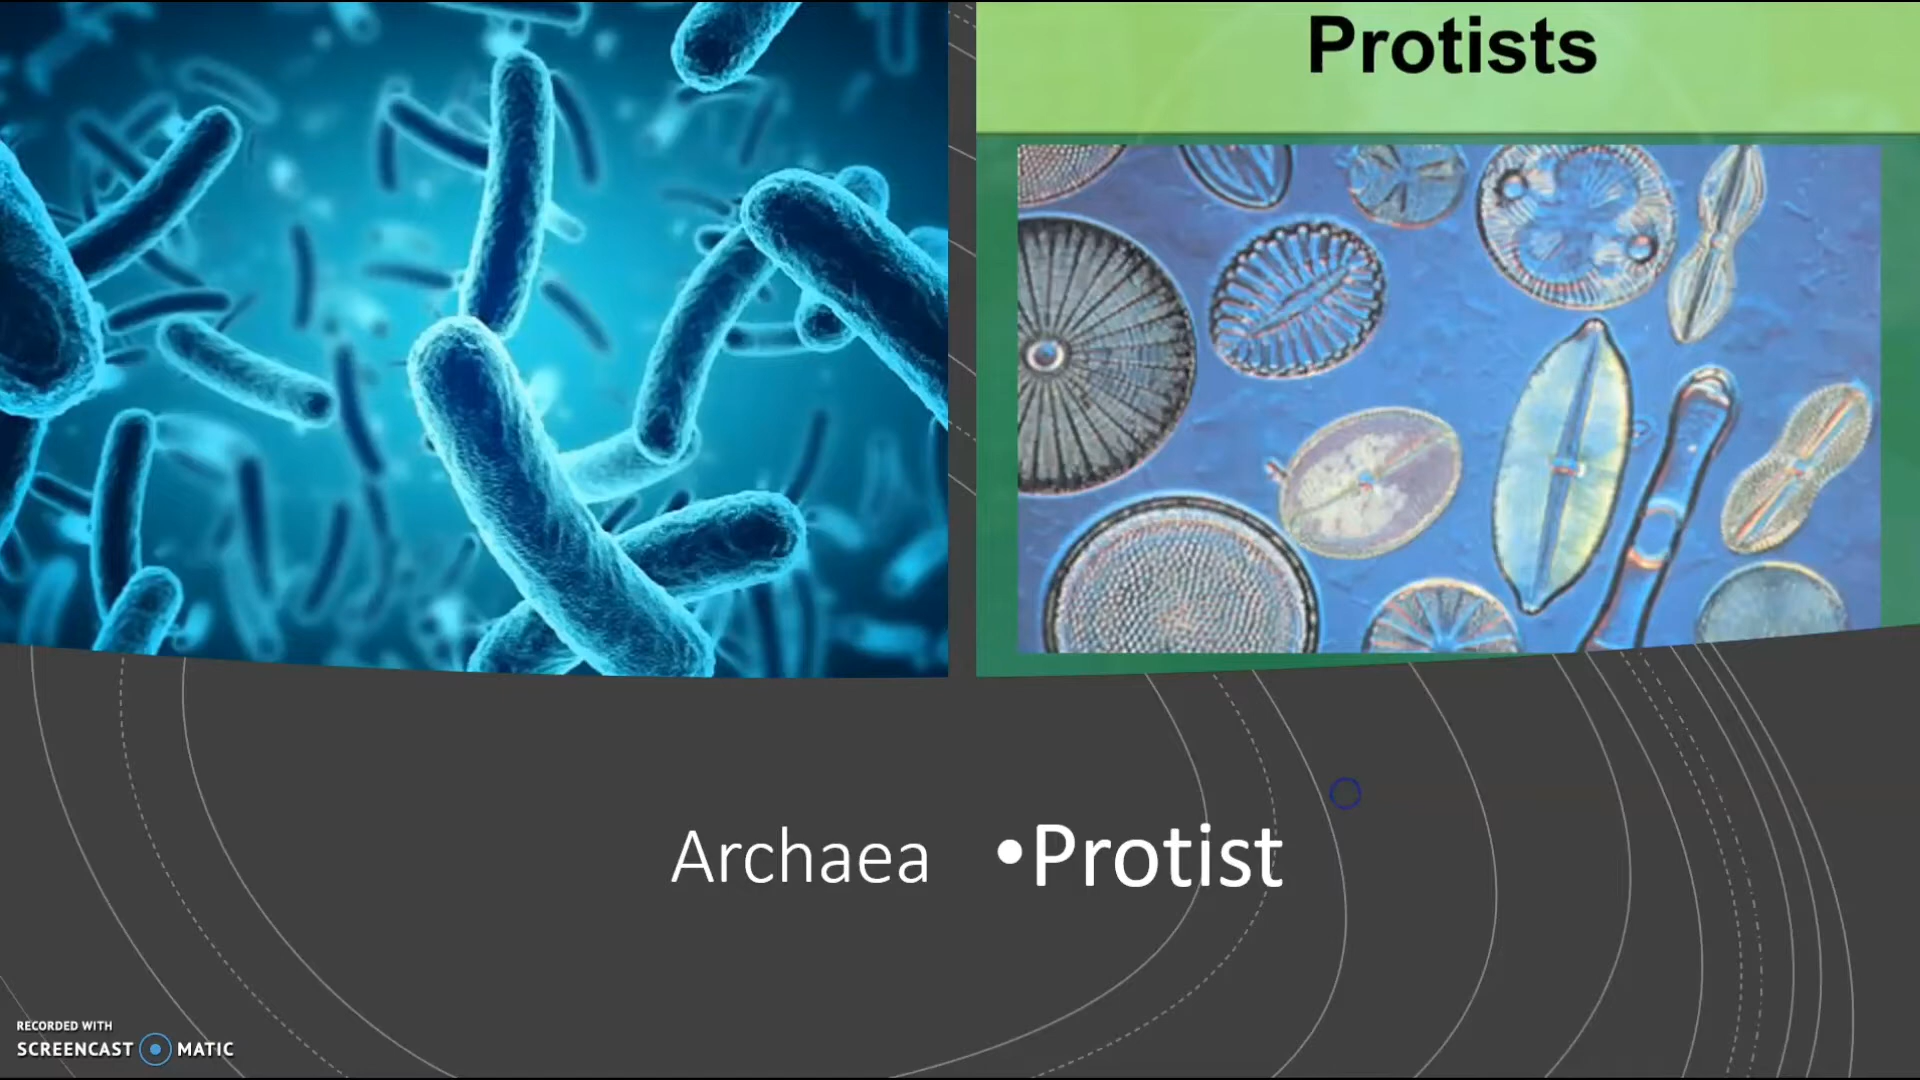 Protists
Archaea
•Protist
RECORDED WITH
SCREENCAST MATIC